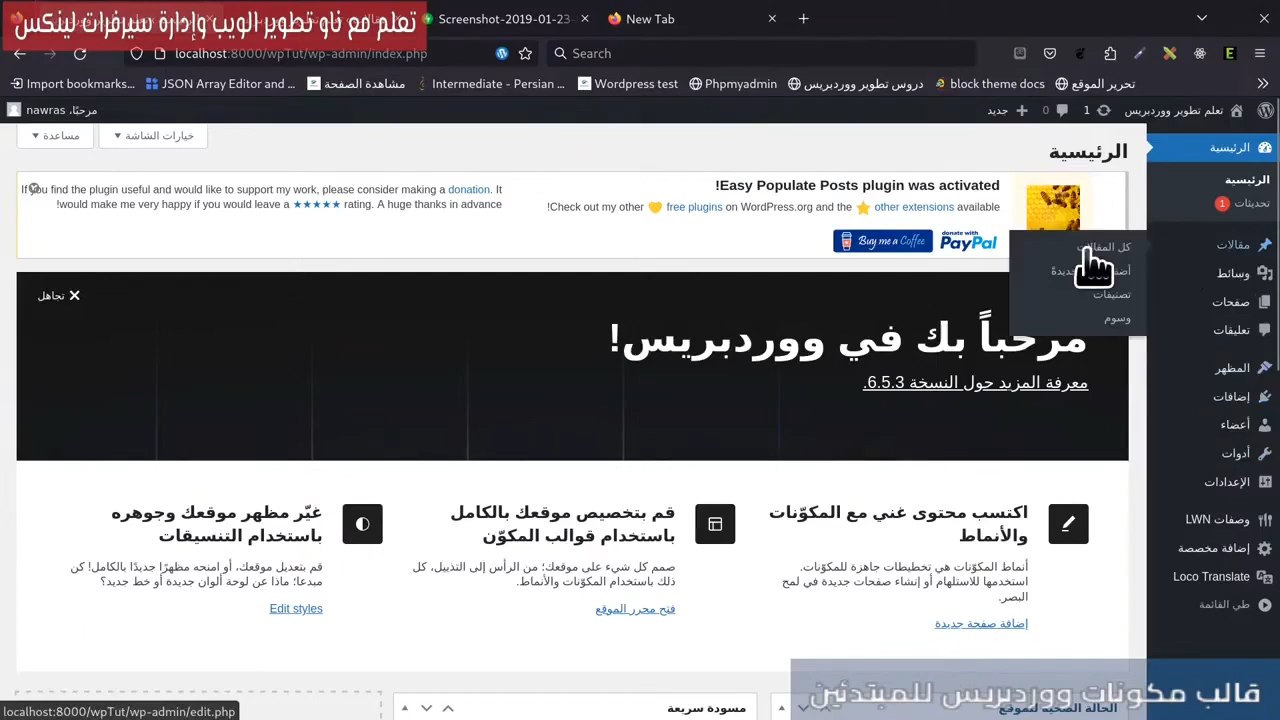 تعلم مع ناو تطوير الويب وإدارة سيرفرات لينكس
Screenshot-2019-01-23-
New Tab
localhost:8000/wpTut/wp-admin/index.php
Search
Import bookmarks...
JSON Array Editor and ...
مشاهدة الصفحة
Intermediate - Persian ...
Wordpress test
Phpmyadmin
دروس تطوير ووردبريس
block theme docs
تحرير الموقع
تعلم تطوير ووردبريس
1
0
جديد
مرحبًا، nawras
خيارات الشاشة
مساعدة
الرئيسية
الرئيسية
الرئيسية
تحديثات 1
مقالات
وسائط
صفحات
تعليقات
المظهر
إضافات
أعضاء
أدوات
الإعدادات
وصفات LWN
إضافة مخصصة
Loco Translate
طي القائمة
كل المقالات
تصنيفات
وسوم
!Easy Populate Posts plugin was activated
!Check out my other free plugins on WordPress.org and the other extensions available
Buy me a Coffee
donate with PayPal
If you find the plugin useful and would like to support my work, please consider making a donation. It
!would make me very happy if you would leave a ★★★★★ rating. A huge thanks in advance
تجاهل
مرحباً بك في ووردبريس!
معرفة المزيد حول النسخة 6.5.3.
اكتسب محتوى غني مع المكوّنات
والأنماط
أنماط المكوّنات هي تخطيطات جاهزة للمكوّنات.
استخدمها للاستلهام أو إنشاء صفحات جديدة في لمح
البصر.
إضافة صفحة جديدة
قم بتخصيص موقعك بالكامل
باستخدام قوالب المكوّن
صمم كل شيء على موقعك؛ من الرأس إلى التذييل، كل
ذلك باستخدام المكوّنات والأنماط.
فتح محرر الموقع
غيّر مظهر موقعك وجوهره
باستخدام التنسيقات
قم بتعديل موقعك، أو امنحه مظهرًا جديدًا بالكامل! كن
مبدعا؛ ماذا عن لوحة ألوان جديدة أو خط جديد؟
Edit styles
الحالة الصحية للموقع
مسودة سريعة
قالب مكونات ووردبريس للمبتدئين
localhost:8000/wpTut/wp-admin/edit.php